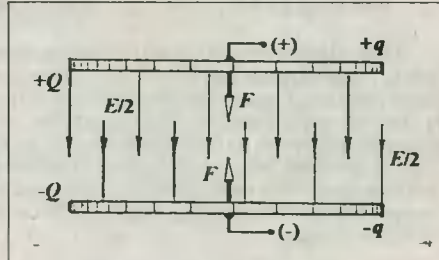 (+) +q
+Q
E/2 F
F E/2
-Q
(-) -q